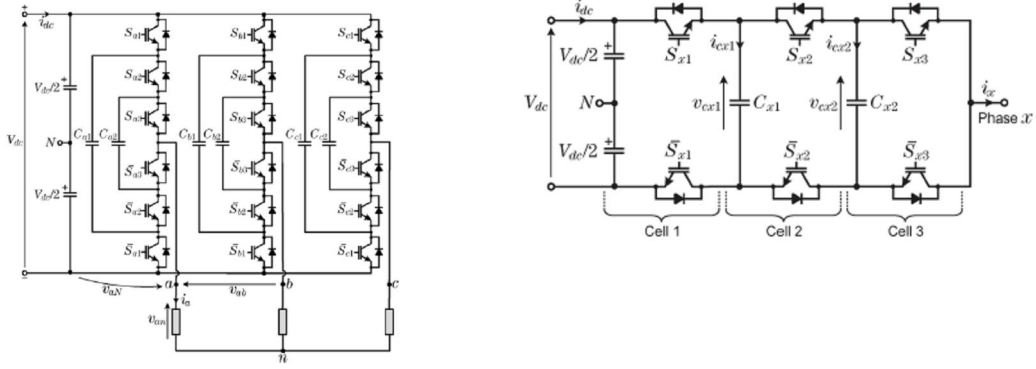 +
i_dc
S_a1
S_b1
S_c1
S_a2
S_b2
S_c2
V_dc/2
+
S_a3
S_b3
S_c3
V_dc
N
C_a1
C_a2
C_b1
C_b2
C_c1
C_c2
S̄_a3
S̄_b3
S̄_c3
V_dc/2
+
S̄_a2
S̄_b2
S̄_c2
S̄_a1
S̄_b1
S̄_c1
−
v_aN
a
v_ab
b
c
i_a
v_an
n
i_dc
S_x1
S_x2
S_x3
V_dc/2
+
i_cx1
i_cx2
V_dc
N
v_cx1
C_x1
v_cx2
C_x2
i_x
Phase x
V_dc/2
+
S̄_x1
S̄_x2
S̄_x3
Cell 1
Cell 2
Cell 3